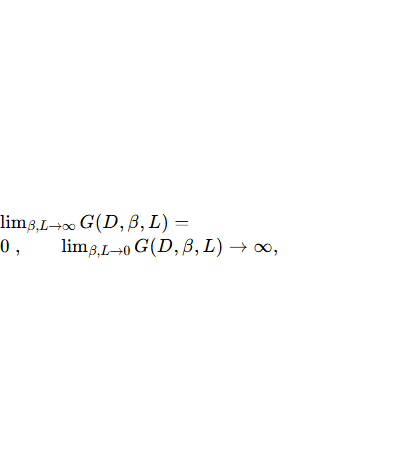 lim_{β,L→∞} G(D, β, L) =
0 ,  lim_{β,L→0} G(D, β, L) → ∞,